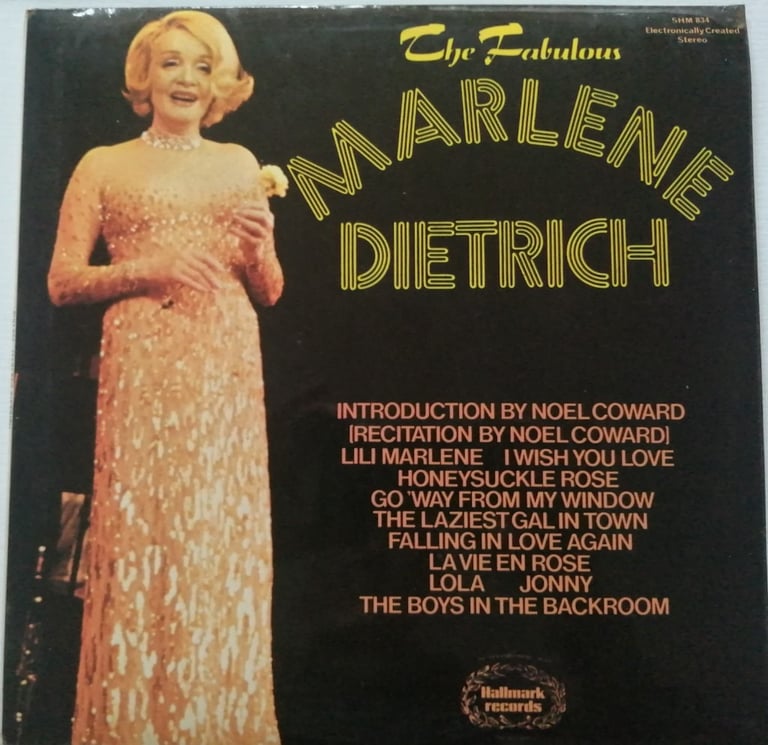 SHM 834
Electronically Created
Stereo
The Fabulous
MARLENE
DIETRICH
INTRODUCTION BY NOEL COWARD
[RECITATION BY NOEL COWARD]
LILI MARLENE I WISH YOU LOVE
HONEYSUCKLE ROSE
GO 'WAY FROM MY WINDOW
THE LAZIEST GAL IN TOWN
FALLING IN LOVE AGAIN
LA VIE EN ROSE
LOLA JONNY
THE BOYS IN THE BACKROOM
Hallmark
records